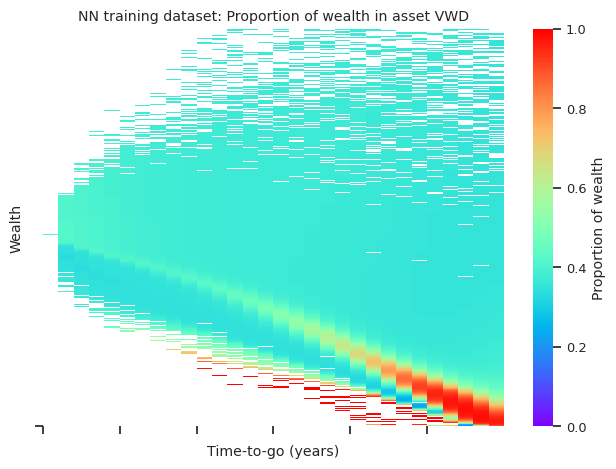 NN training dataset: Proportion of wealth in asset VWD
Wealth
Time-to-go (years)
1.0
0.8
0.6
0.4
0.2
0.0
Proportion of wealth